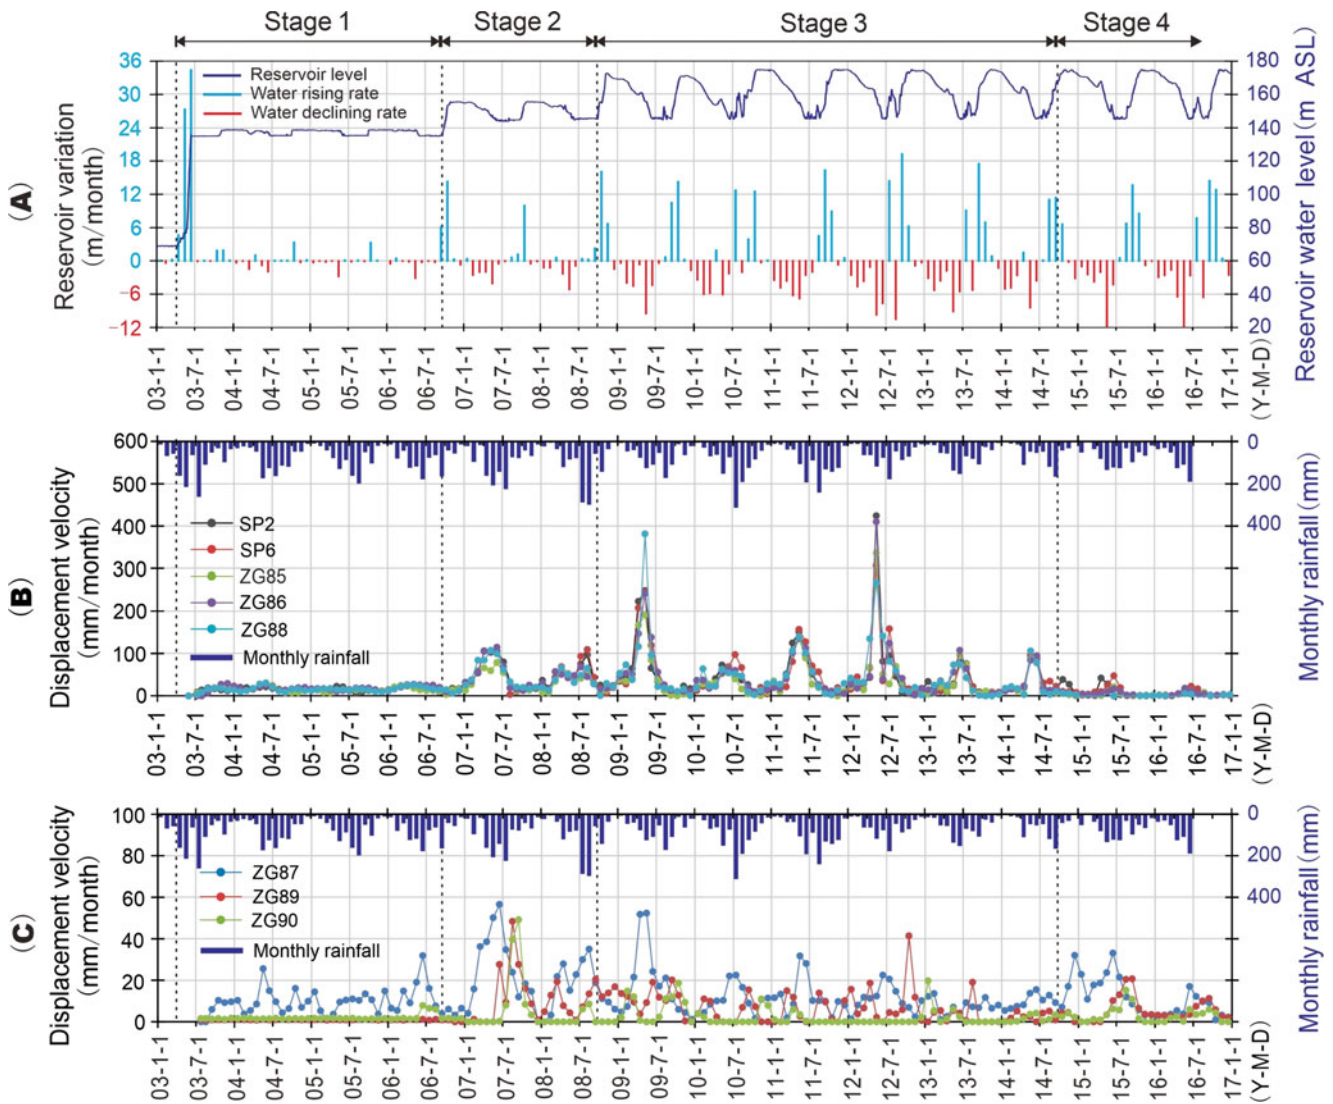 Stage 1 Stage 2 Stage 3 Stage 4
(A)
Reservoir variation
(m/month)
36
30
24
18
12
6
0
−6
−12
Reservoir level
Water rising rate
Water declining rate
180
160
140
120
100
80
60
40
20
Reservoir water level(m ASL)
03-1-1 03-7-1 04-1-1 04-7-1 05-1-1 05-7-1 06-1-1 06-7-1 07-1-1 07-7-1 08-1-1 08-7-1 09-1-1 09-7-1 10-1-1 10-7-1 11-1-1 11-7-1 12-1-1 12-7-1 13-1-1 13-7-1 14-1-1 14-7-1 15-1-1 15-7-1 16-1-1 16-7-1 17-1-1 (Y-M-D)
(B)
Displacement velocity
(mm/month)
600
500
400
300
200
100
0
SP2
SP6
ZG85
ZG86
ZG88
Monthly rainfall
0
200
400
Monthly rainfall(mm)
03-1-1 03-7-1 04-1-1 04-7-1 05-1-1 05-7-1 06-1-1 06-7-1 07-1-1 07-7-1 08-1-1 08-7-1 09-1-1 09-7-1 10-1-1 10-7-1 11-1-1 11-7-1 12-1-1 12-7-1 13-1-1 13-7-1 14-1-1 14-7-1 15-1-1 15-7-1 16-1-1 16-7-1 17-1-1 (Y-M-D)
(C)
Displacement velocity
(mm/month)
100
80
60
40
20
0
ZG87
ZG89
ZG90
Monthly rainfall
0
200
400
Monthly rainfall(mm)
03-1-1 03-7-1 04-1-1 04-7-1 05-1-1 05-7-1 06-1-1 06-7-1 07-1-1 07-7-1 08-1-1 08-7-1 09-1-1 09-7-1 10-1-1 10-7-1 11-1-1 11-7-1 12-1-1 12-7-1 13-1-1 13-7-1 14-1-1 14-7-1 15-1-1 15-7-1 16-1-1 16-7-1 17-1-1 (Y-M-D)